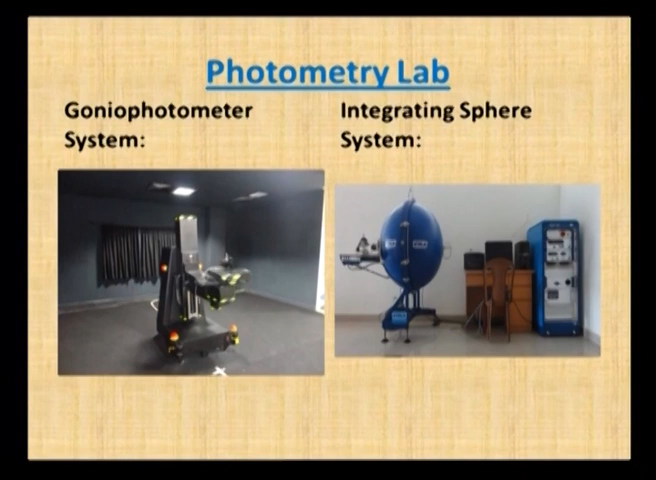 Photometry Lab
Goniophotometer
System:
Integrating Sphere
System: